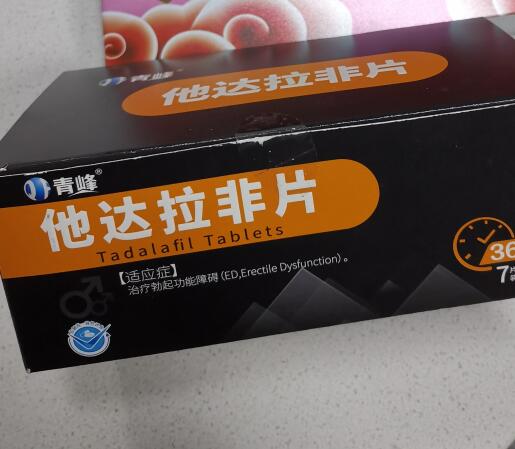 青峰®
他达拉非片
青峰®
他达拉非片
Tadalafil Tablets
【适应症】
治疗勃起功能障碍(ED,Erectile Dysfunction)。
36
7片